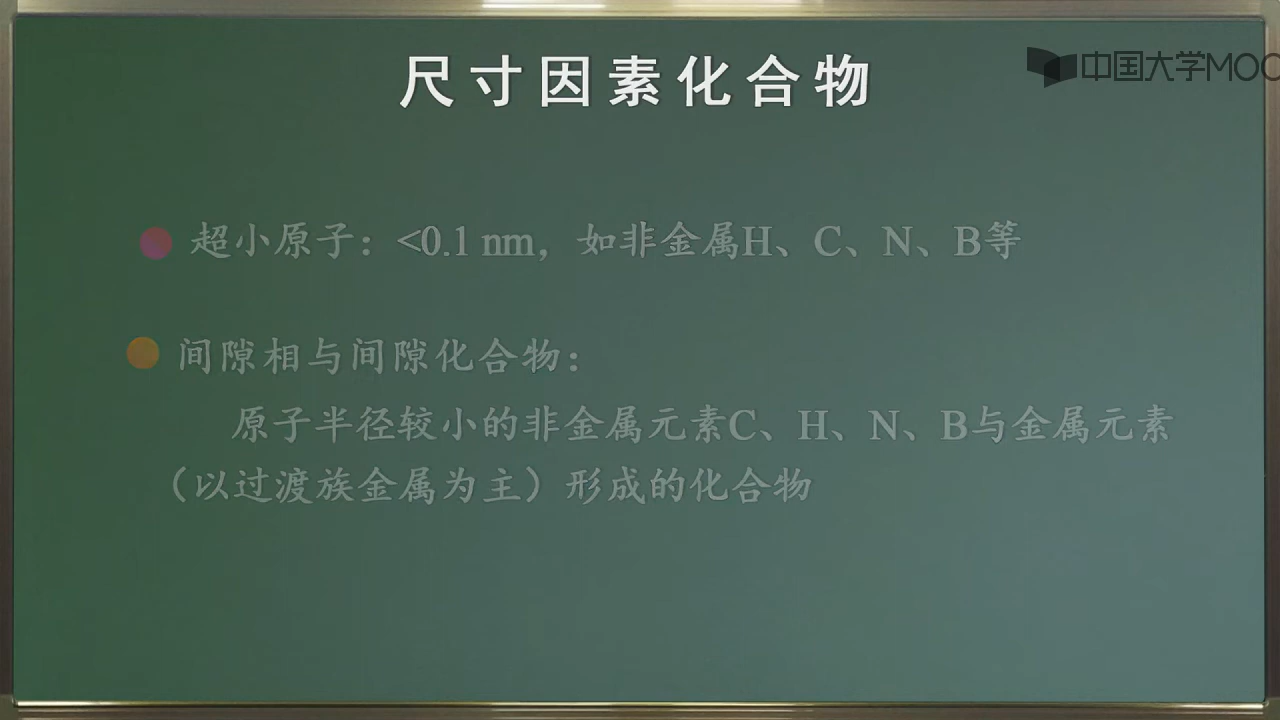 尺寸因素化合物
中国大学MOO
超小原子：<0.1 nm，如非金属H、C、N、B等
间隙相与间隙化合物：
原子半径较小的非金属元素C、H、N、B与金属元素
（以过渡族金属为主）形成的化合物